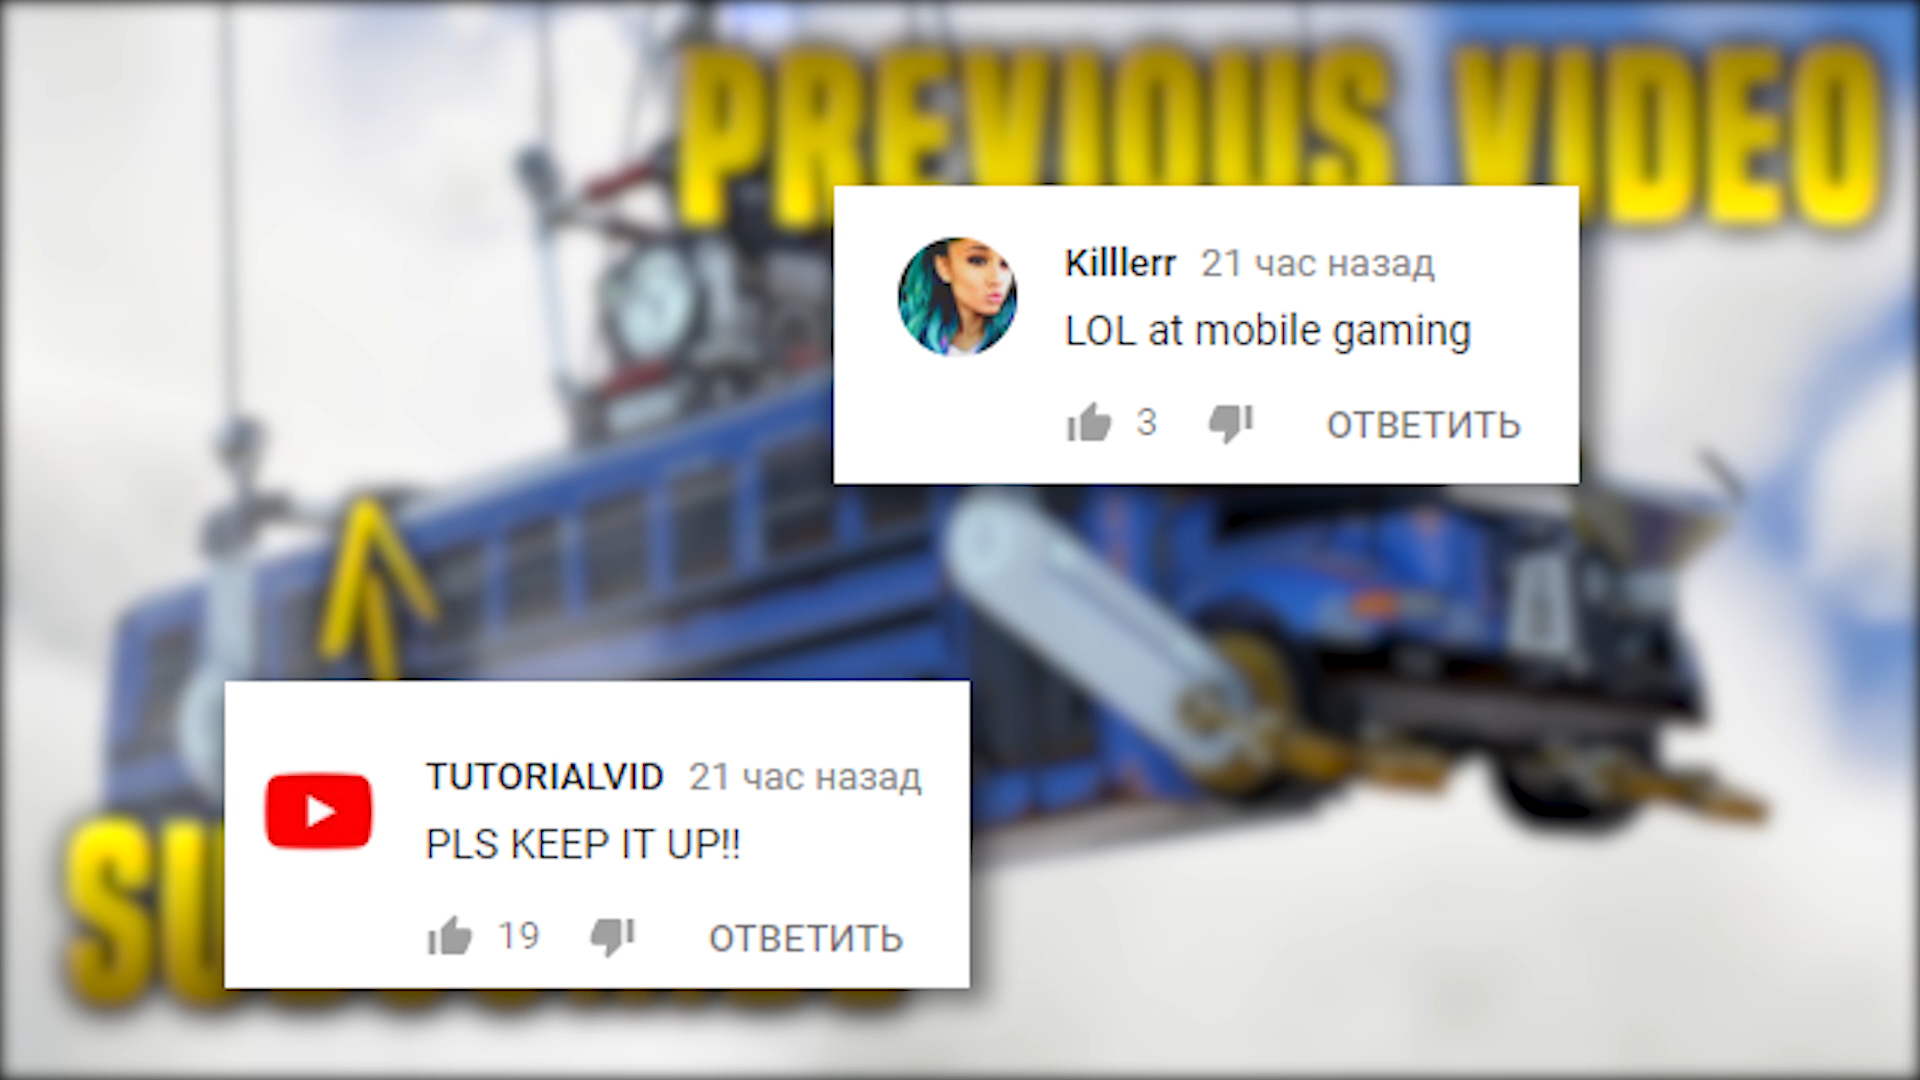 PREVIOUS VIDEO
Killlerr 21 час назад
LOL at mobile gaming
3 ОТВЕТИТЬ
TUTORIALVID 21 час назад
PLS KEEP IT UP!!
19 ОТВЕТИТЬ